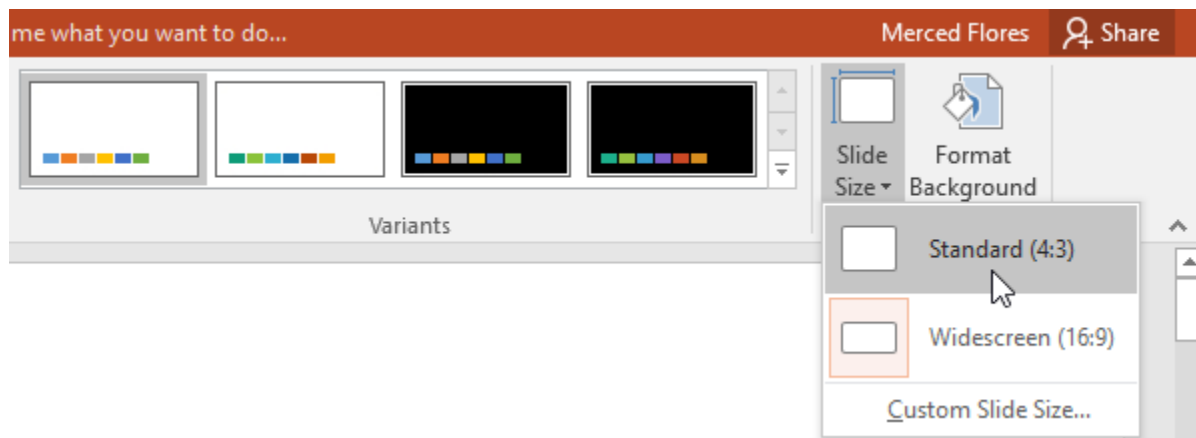 me what you want to do...
Merced Flores
Share
Slide
Size
Format
Background
Variants
Standard (4:3)
Widescreen (16:9)
Custom Slide Size...